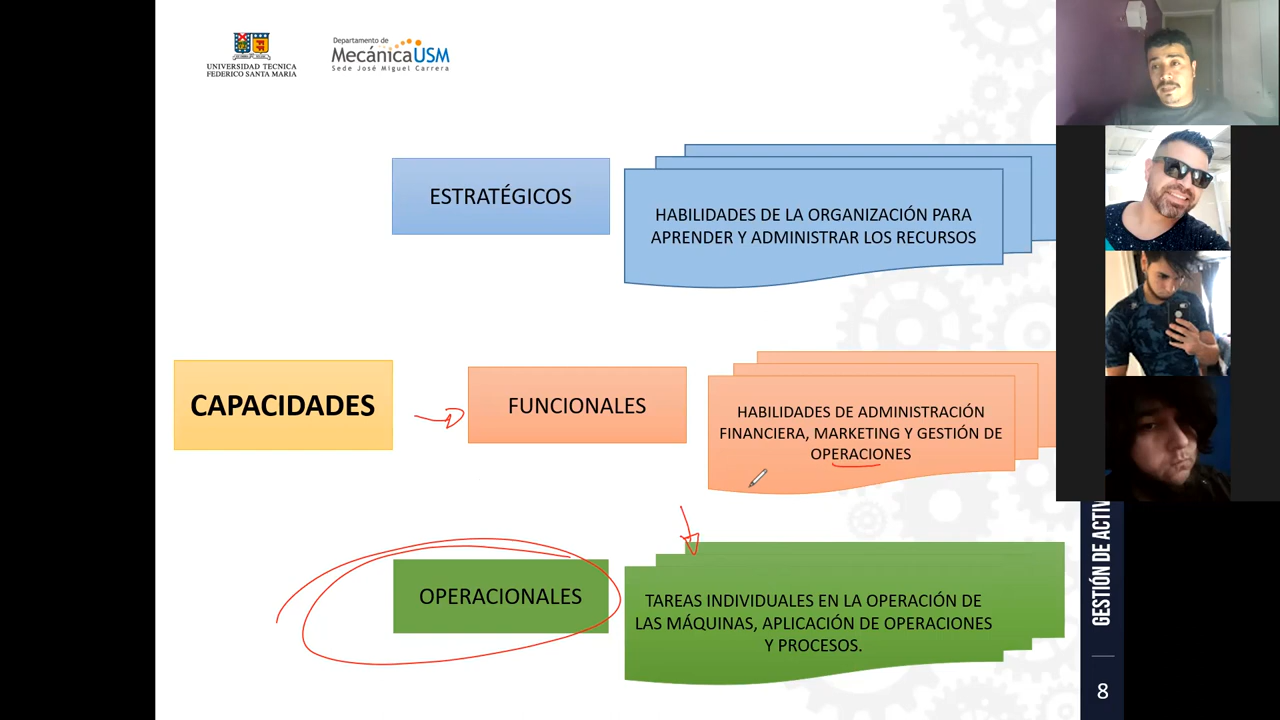 UNIVERSIDAD TECNICA
FEDERICO SANTA MARIA
Departamento de
MecánicaUSM
Sede José Miguel Carrera
ESTRATÉGICOS
HABILIDADES DE LA ORGANIZACIÓN PARA
APRENDER Y ADMINISTRAR LOS RECURSOS
CAPACIDADES
FUNCIONALES
HABILIDADES DE ADMINISTRACIÓN
FINANCIERA, MARKETING Y GESTIÓN DE
OPERACIONES
OPERACIONALES
TAREAS INDIVIDUALES EN LA OPERACIÓN DE
LAS MÁQUINAS, APLICACIÓN DE OPERACIONES
Y PROCESOS.
GESTIÓN DE ACTIV
8